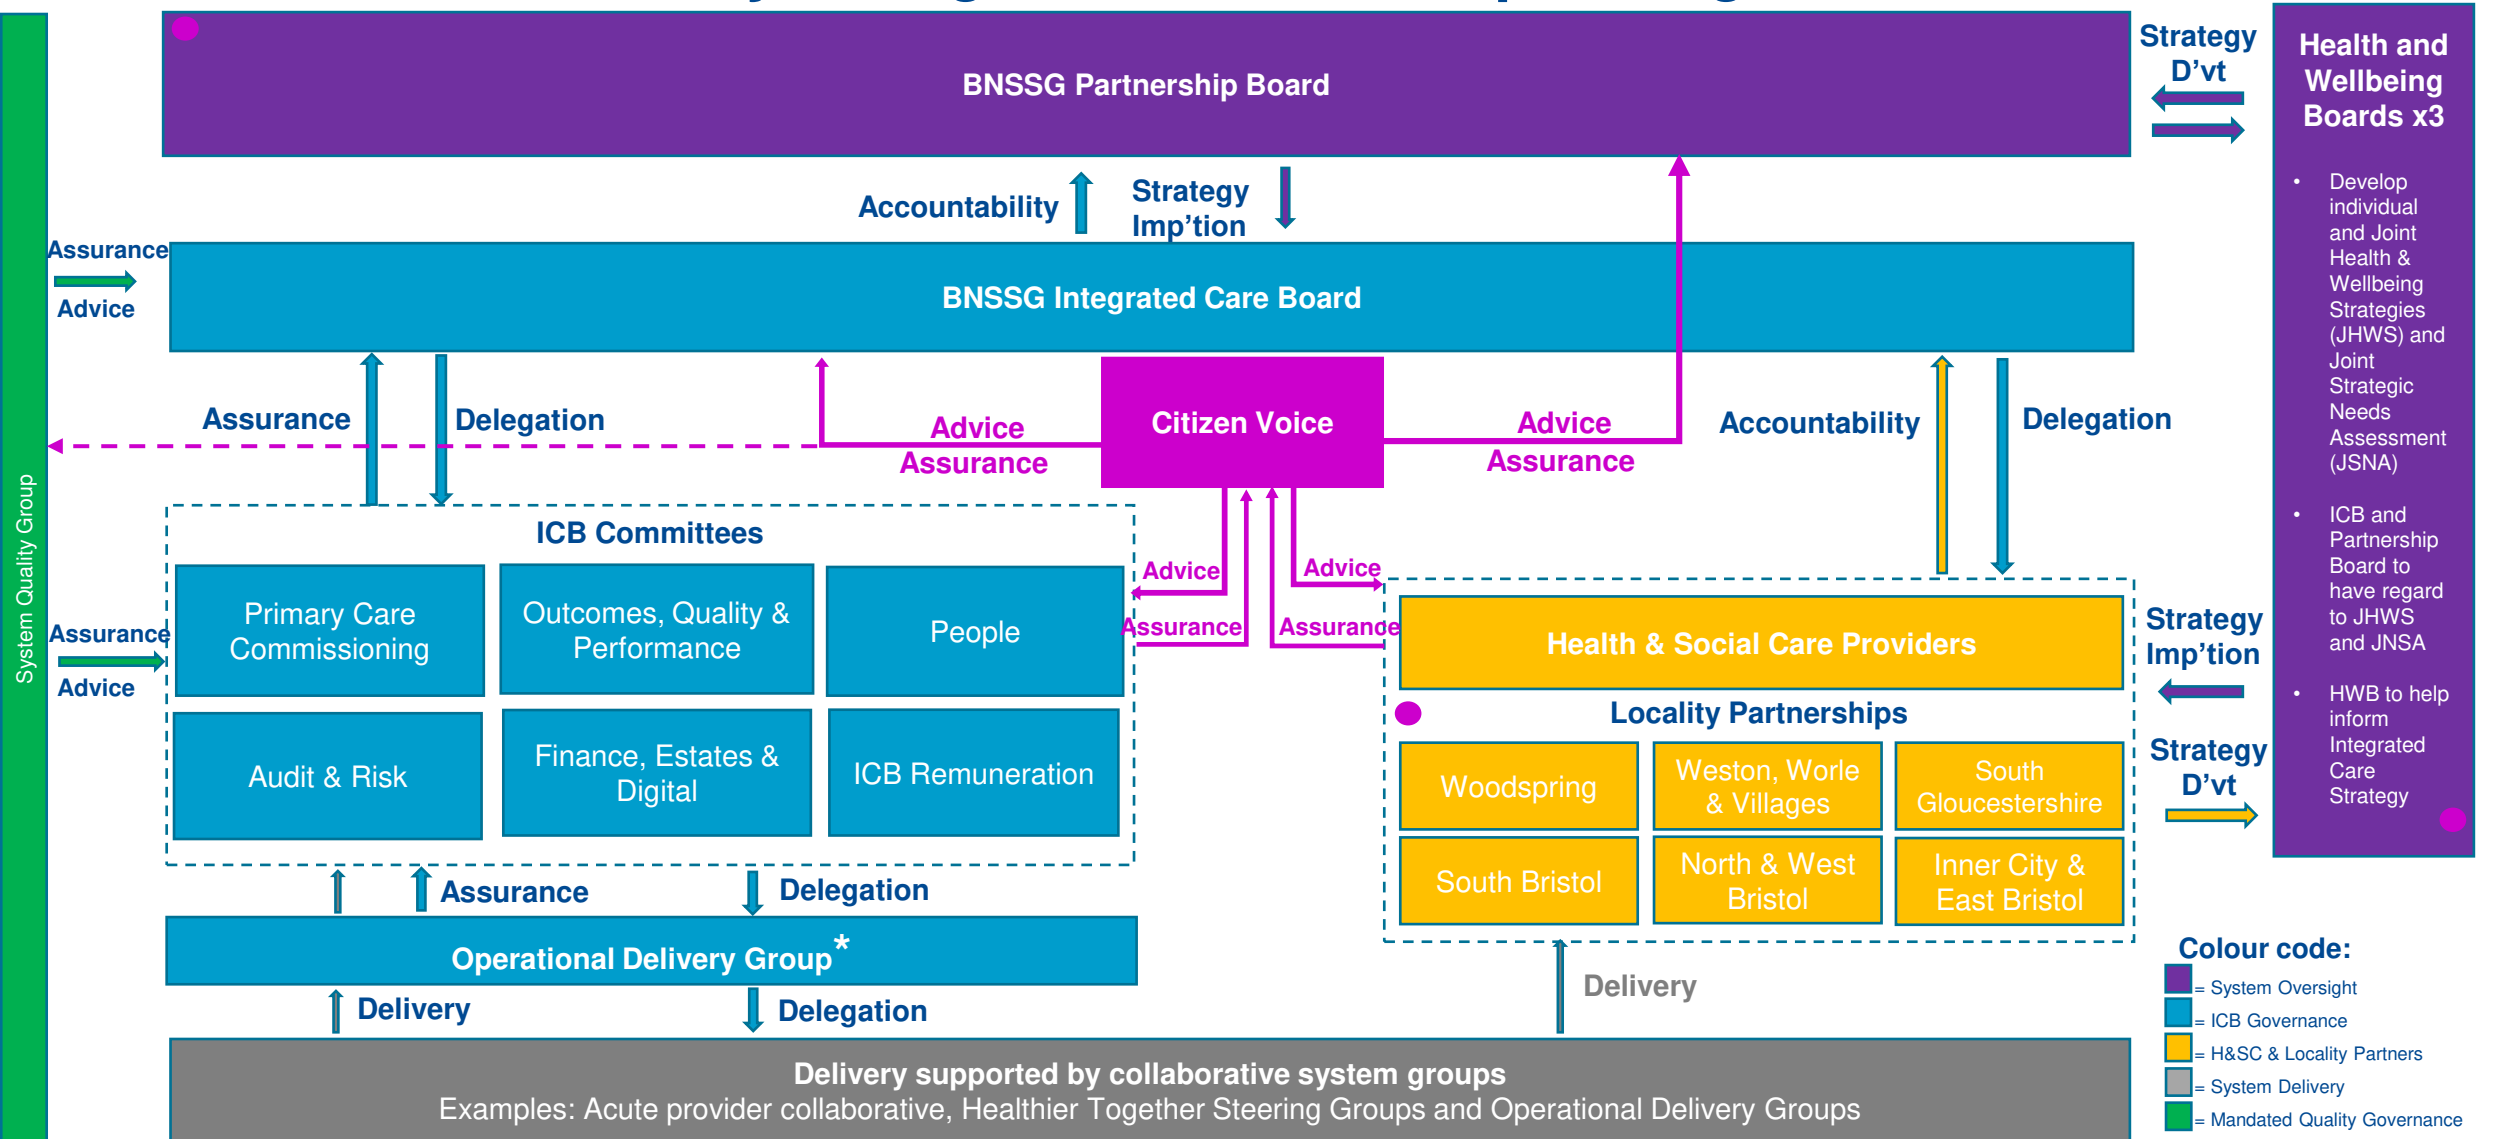 BNSSG Partnership Board
Strategy
D'vt
Health and
Wellbeing
Boards x3
• Develop
individual
and Joint
Health &
Wellbeing
Strategies
(JHWS) and
Joint
Strategic
Needs
Assessment
(JSNA)
• ICB and
Partnership
Board to
have regard
to JHWS
and JNSA
• HWB to help
inform
Integrated
Care
Strategy
Accountability
Strategy
Imp'tion
Assurance
Advice
BNSSG Integrated Care Board
System Quality Group
Assurance
Delegation
Advice
Assurance
Citizen Voice
Advice
Assurance
Accountability
Delegation
ICB Committees
Primary Care
Commissioning
Outcomes, Quality &
Performance
People
Audit & Risk
Finance, Estates &
Digital
ICB Remuneration
Assurance
Advice
Advice
Assurance
Advice
Assurance
Health & Social Care Providers
Locality Partnerships
Woodspring
Weston, Worle
& Villages
South
Gloucestershire
South Bristol
North & West
Bristol
Inner City &
East Bristol
Strategy
Imp'tion
Strategy
D'vt
Assurance
Delegation
Operational Delivery Group*
Delivery
Delegation
Delivery
Delivery supported by collaborative system groups
Examples: Acute provider collaborative, Healthier Together Steering Groups and Operational Delivery Groups
Colour code:
= System Oversight
= ICB Governance
= H&SC & Locality Partners
= System Delivery
= Mandated Quality Governance